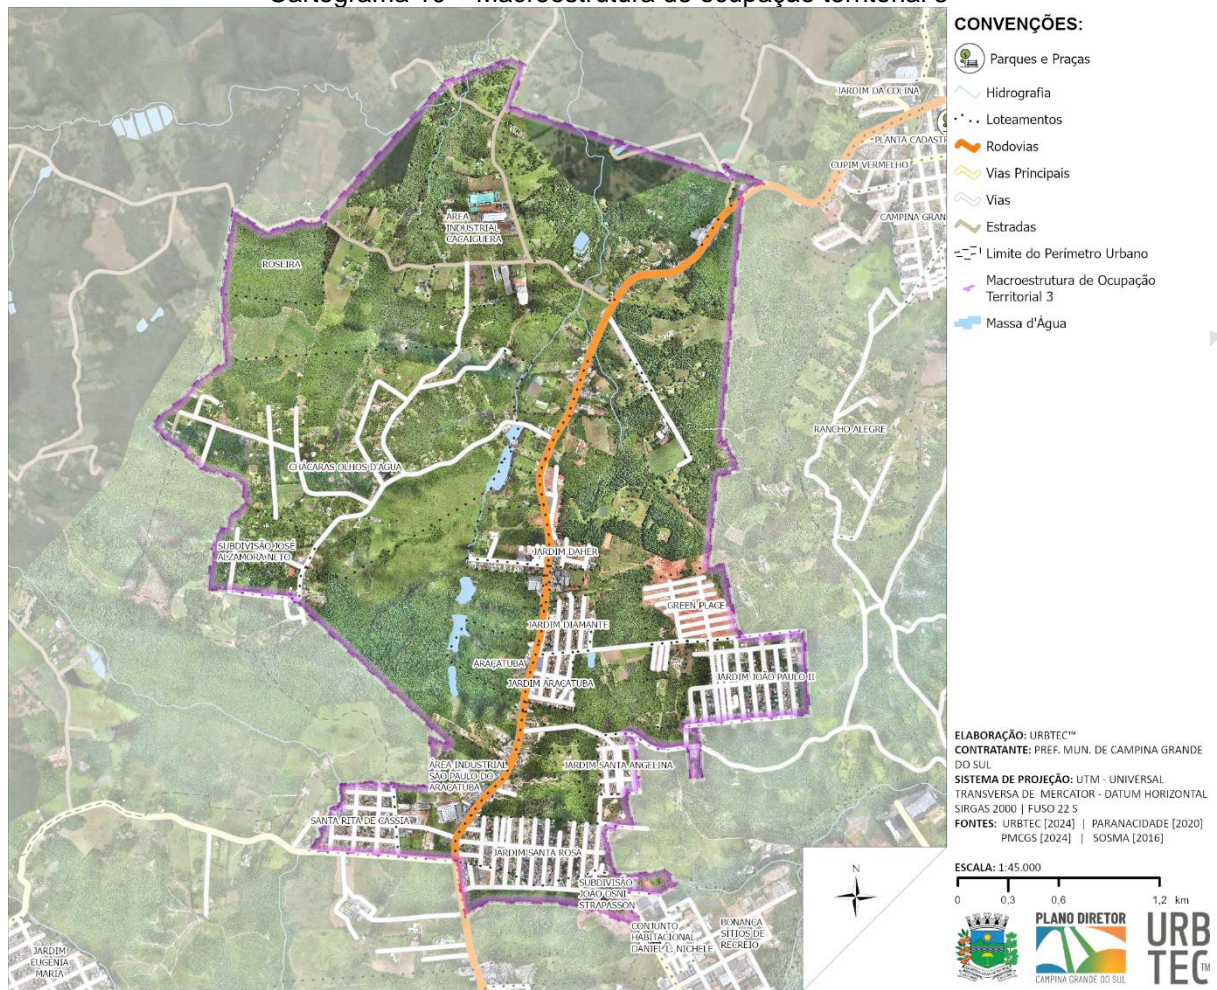 CONVENÇÕES:
Parques e Praças
Hidrografia
Loteamentos
Rodovias
Vias Principais
Vias
Estradas
Limite do Perímetro Urbano
Macroestrutura de Ocupação
Territorial 3
Massa d'Água
JARDIM DA COLINA
PLANTA CADAST
CUPIM VERMELHO
CAMPINA GRAN
ÁREA
INDUSTRIAL
CACAIGUERA
ROSEIRA
RANCHO ALEGRE
CHÁCARAS OLHOS D'ÁGUA
SUBDIVISÃO JOSÉ
ALZAMORA NETO
JARDIM DAHER
GREEN PLACE
JARDIM DIAMANTE
ARAÇATUBA
JARDIM ARAÇATUBA
JARDIM JOÃO PAULO II
ÁREA INDUSTRIAL
SÃO PAULO DO
ARAÇATUBA
JARDIM SANTA ANGELINA
SANTA RITA DE CASSIA
JARDIM SANTA ROSA
SUBDIVISÃO
JOÃO OSNI
STRAPASSON
CONJUNTO
HABITACIONAL
DANIEL L. NICHELE
BONANÇA
SÍTIOS DE
RECREIO
JARDIM
EUGÊNIA
MARIA
N
ELABORAÇÃO: URBTEC™
CONTRATANTE: PREF. MUN. DE CAMPINA GRANDE
DO SUL
SISTEMA DE PROJEÇÃO: UTM - UNIVERSAL
TRANSVERSA DE MERCATOR - DATUM HORIZONTAL
SIRGAS 2000 | FUSO 22 S
FONTES: URBTEC [2024] | PARANACIDADE [2020]
PMCGS [2024] | SOSMA [2016]
ESCALA: 1:45.000
0 0,3 0,6 1,2 km
PLANO DIRETOR
CAMPINA GRANDE DO SUL
URB
TEC™